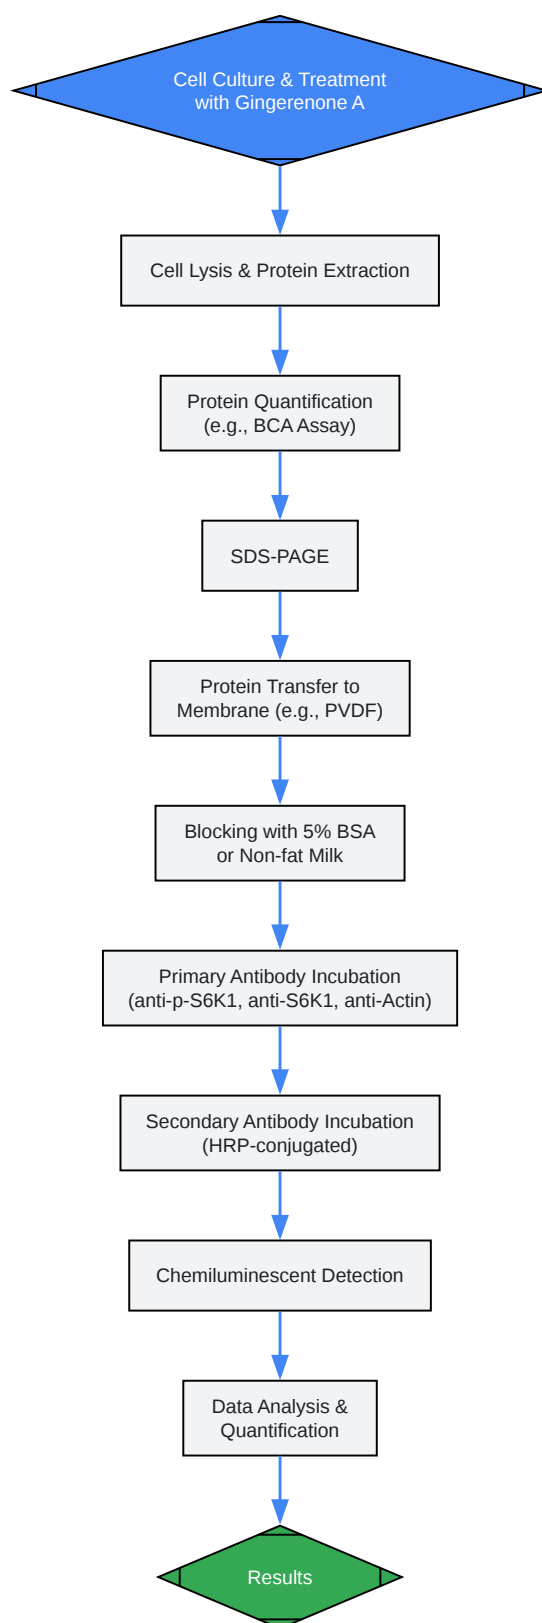 Cell Culture & Treatment
with Gingerenone A
Cell Lysis & Protein Extraction
Protein Quantification
(e.g., BCA Assay)
SDS-PAGE
Protein Transfer to
Membrane (e.g., PVDF)
Blocking with 5% BSA
or Non-fat Milk
Primary Antibody Incubation
(anti-p-S6K1, anti-S6K1, anti-Actin)
Secondary Antibody Incubation
(HRP-conjugated)
Chemiluminescent Detection
Data Analysis &
Quantification
Results